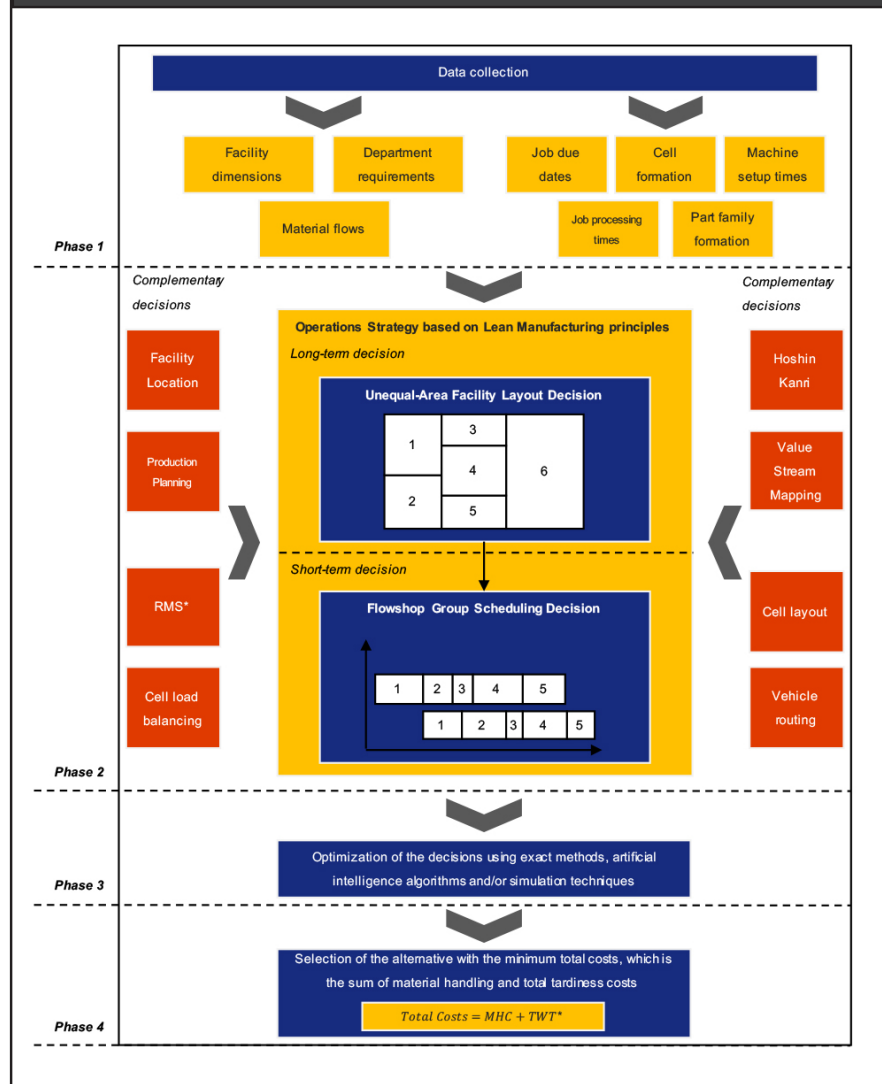 Data collection
Facility
dimensions
Department
requirements
Material flows
Job due
dates
Cell
formation
Machine
setup times
Job processing
times
Part family
formation
Phase 1
Complementary
decisions
Facility
Location
Production
Planning
RMS*
Cell load
balancing
Operations Strategy based on Lean Manufacturing principles
Long-term decision
Unequal-Area Facility Layout Decision
1
2
3
4
5
6
Short-term decision
Flowshop Group Scheduling Decision
1 2 3 4 5
1 2 3 4 5
Complementary
decisions
Hoshin
Kanri
Value
Stream
Mapping
Cell layout
Vehicle
routing
Phase 2
Optimization of the decisions using exact methods, artificial
intelligence algorithms and/or simulation techniques
Phase 3
Selection of the alternative with the minimum total costs, which is
the sum of material handling and total tardiness costs
Total Costs = MHC + TWT*
Phase 4